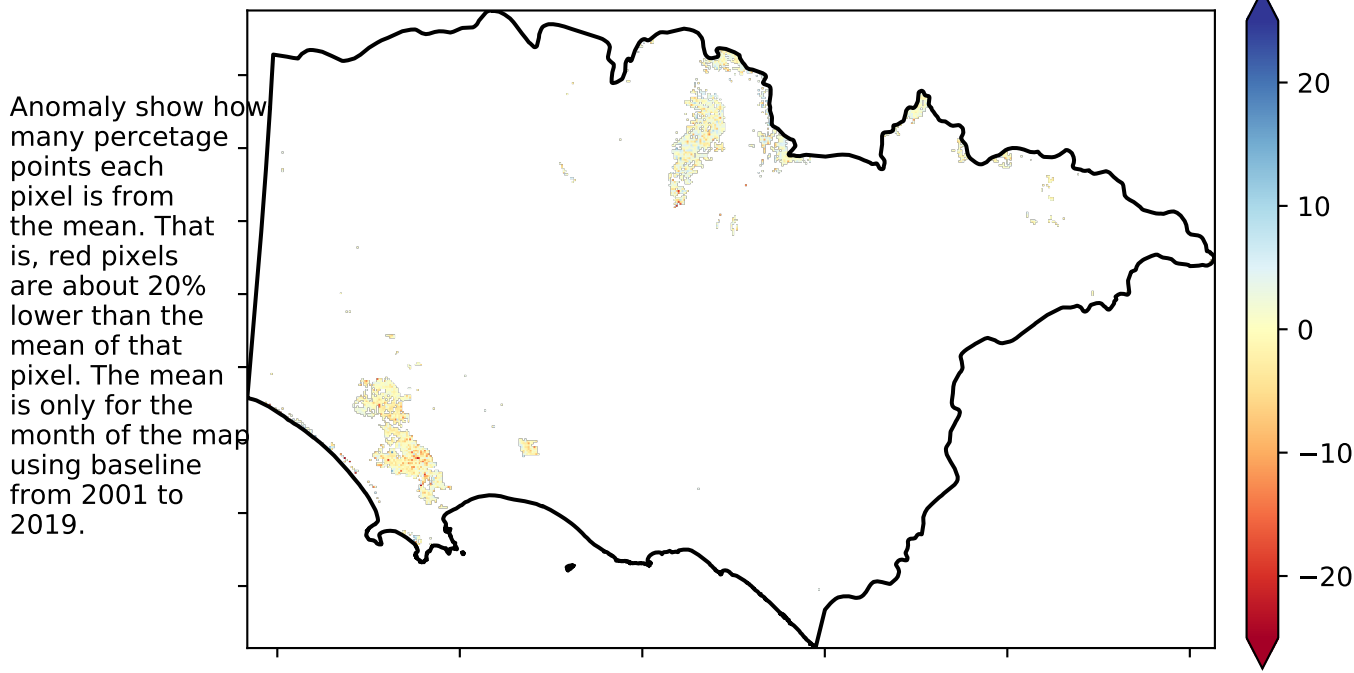 Anomaly show how
many percetage
points each
pixel is from
the mean. That
is, red pixels
are about 20%
lower than the
mean of that
pixel. The mean
is only for the
month of the map
using baseline
from 2001 to
2019.
20
10
0
−10
−20